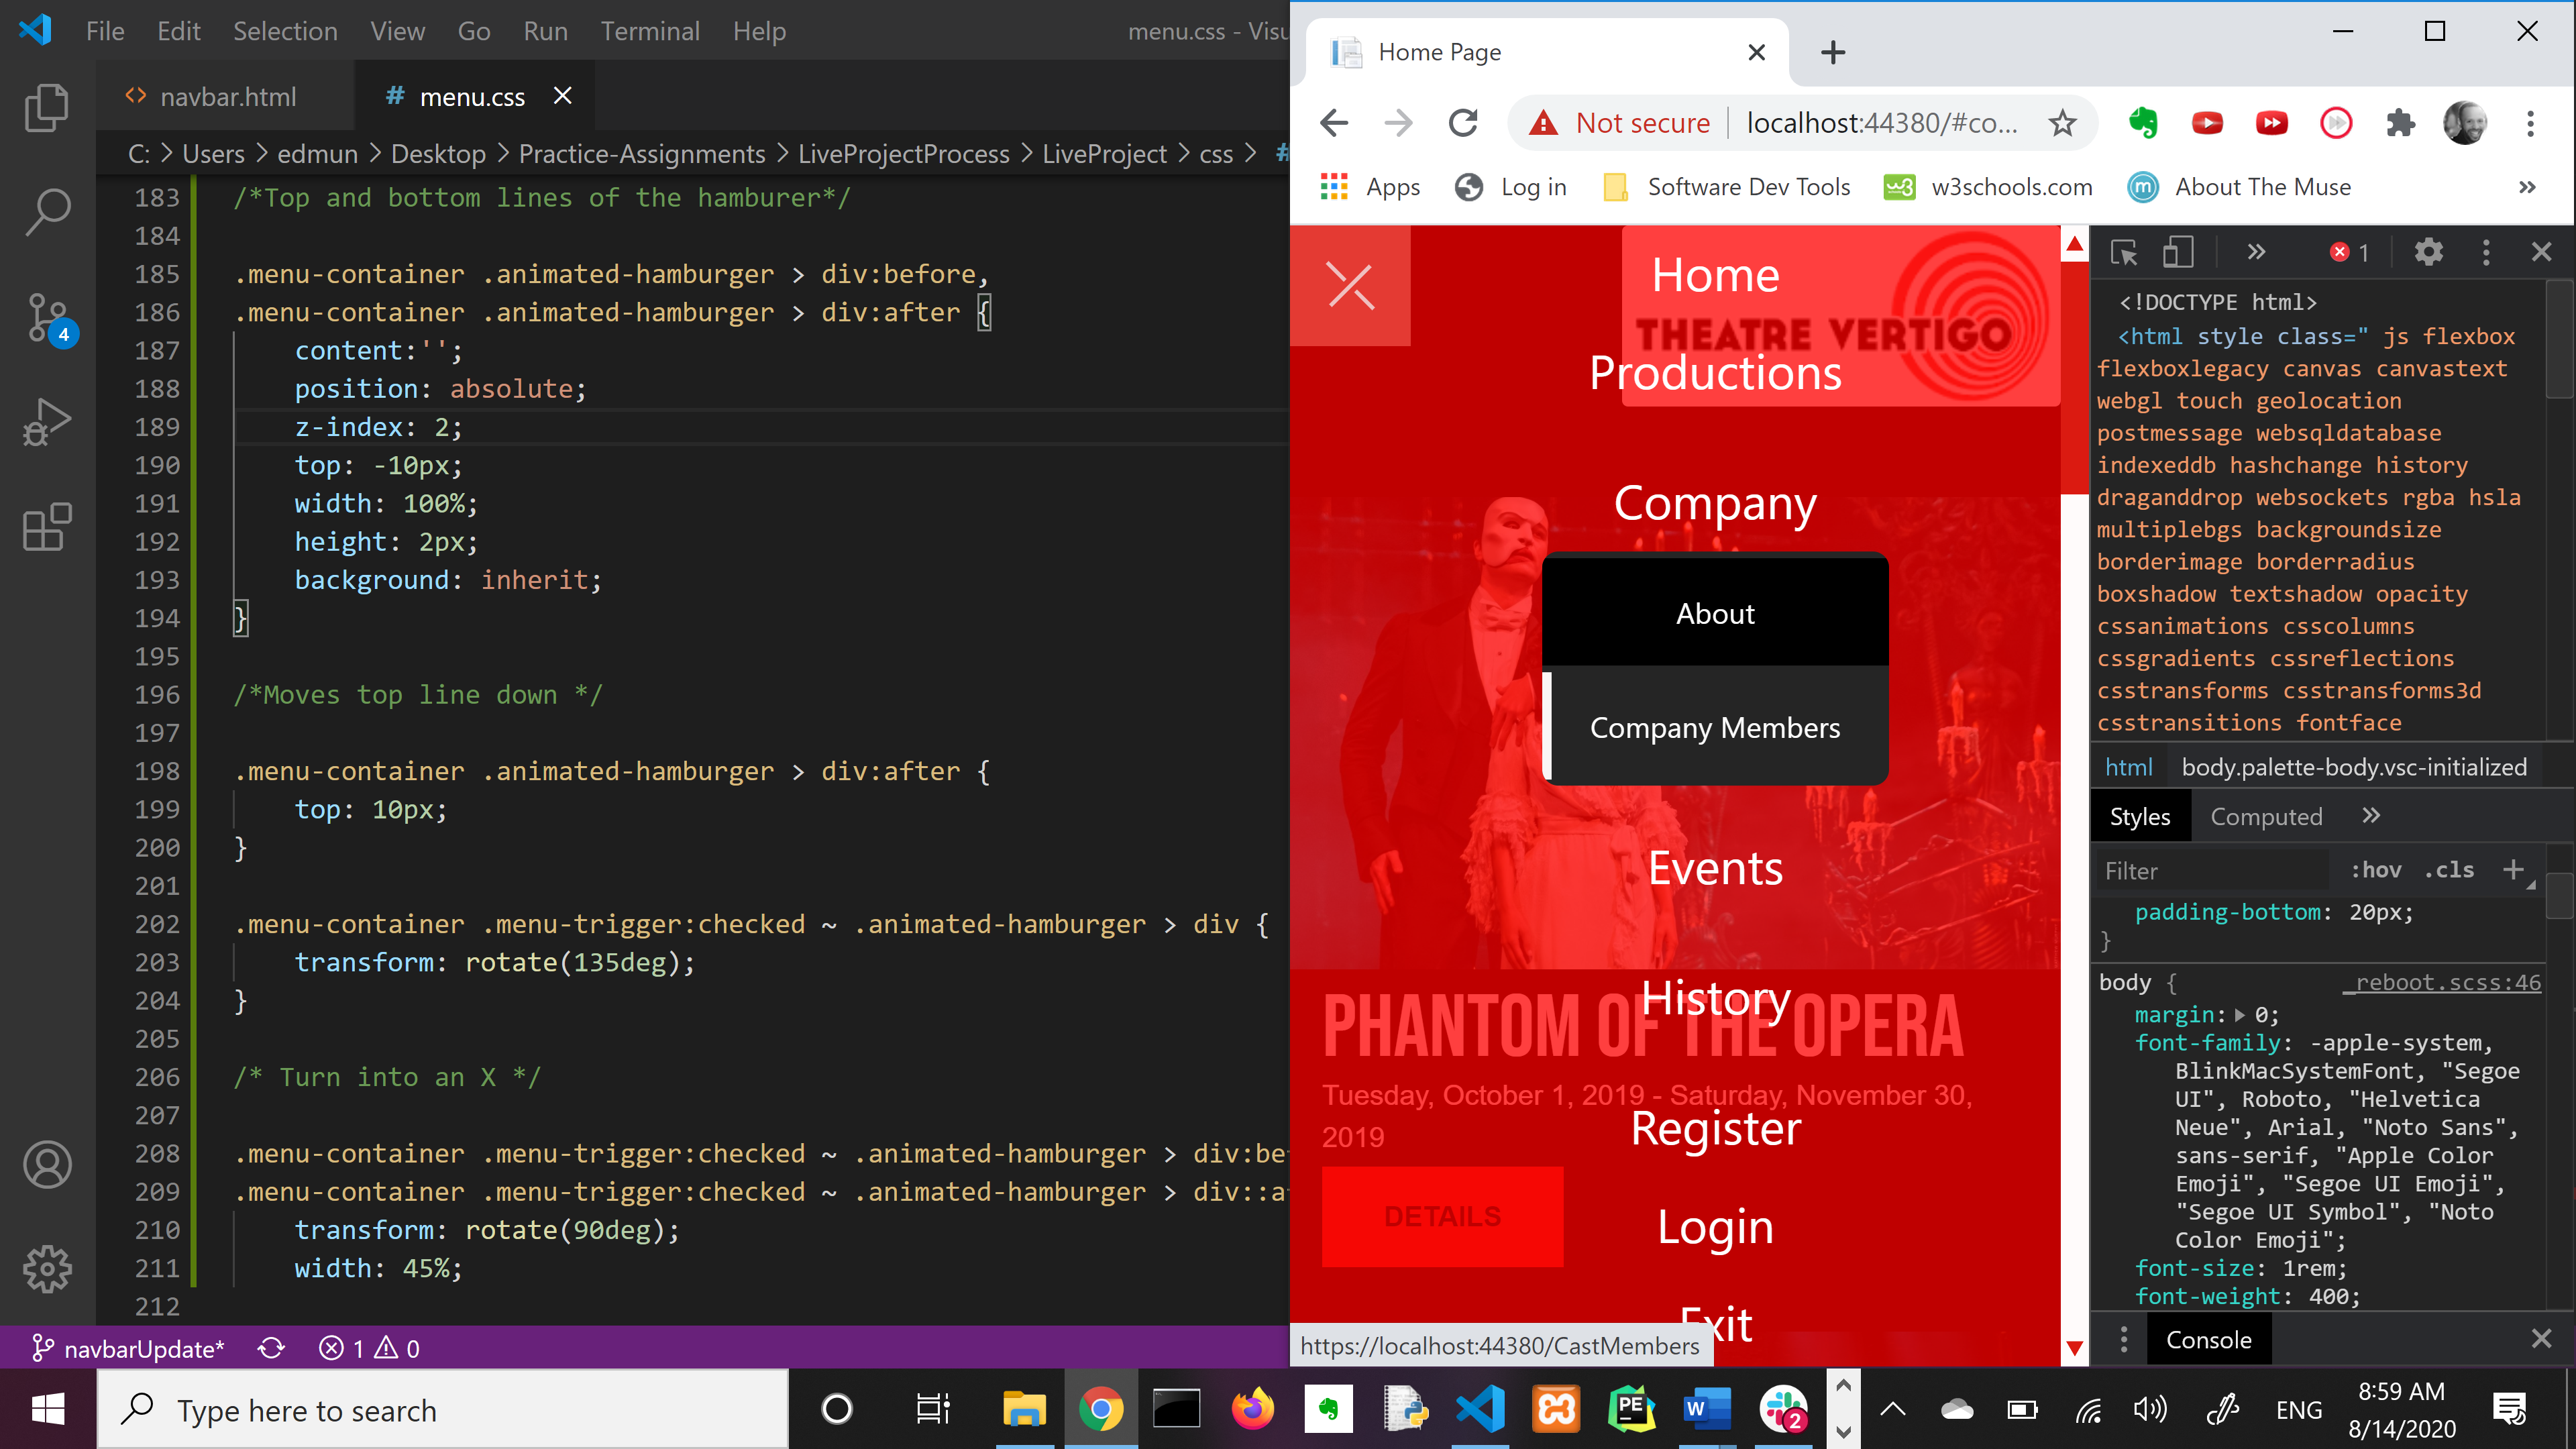 File Edit Selection View Go Run Terminal Help menu.css - Visu
navbar.html # menu.css
C: > Users > edmun > Desktop > Practice-Assignments > LiveProjectProcess > LiveProject > css > #
183 /*Top and bottom lines of the hamburer*/
184
185 .menu-container .animated-hamburger > div:before,
186 .menu-container .animated-hamburger > div:after {
187 content:'';
188 position: absolute;
189 z-index: 2;
190 top: -10px;
191 width: 100%;
192 height: 2px;
193 background: inherit;
194 }
195
196 /*Moves top line down */
197
198 .menu-container .animated-hamburger > div:after {
199 top: 10px;
200 }
201
202 .menu-container .menu-trigger:checked ~ .animated-hamburger > div {
203 transform: rotate(135deg);
204 }
205
206 /* Turn into an X */
207
208 .menu-container .menu-trigger:checked ~ .animated-hamburger > div:be
209 .menu-container .menu-trigger:checked ~ .animated-hamburger > div::a
210 transform: rotate(90deg);
211 width: 45%;
212
4
navbarUpdate* 1 0
Home Page
Not secure localhost:44380/#co...
Apps Log in Software Dev Tools w3 w3schools.com m About The Muse »
Home
THEATRE VERTIGO
Productions
Company
About
Company Members
Events
History
PHANTOM OF THE OPERA
Tuesday, October 1, 2019 - Saturday, November 30,
2019
Register
DETAILS
Login
Exit
https://localhost:44380/CastMembers
» 1
<!DOCTYPE html>
<html style class=" js flexbox
flexboxlegacy canvas canvastext
webgl touch geolocation
postmessage websqldatabase
indexeddb hashchange history
draganddrop websockets rgba hsla
multiplebgs backgroundsize
borderimage borderradius
boxshadow textshadow opacity
cssanimations csscolumns
cssgradients cssreflections
csstransforms csstransforms3d
csstransitions fontface
html body.palette-body.vsc-initialized
Styles Computed »
Filter :hov .cls +
padding-bottom: 20px;
}
body { _reboot.scss:46
margin: 0;
font-family: -apple-system,
BlinkMacSystemFont, "Segoe
UI", Roboto, "Helvetica
Neue", Arial, "Noto Sans",
sans-serif, "Apple Color
Emoji", "Segoe UI Emoji",
"Segoe UI Symbol", "Noto
Color Emoji";
font-size: 1rem;
font-weight: 400;
Console
Type here to search
PE
W
2
ENG
8:59 AM
8/14/2020